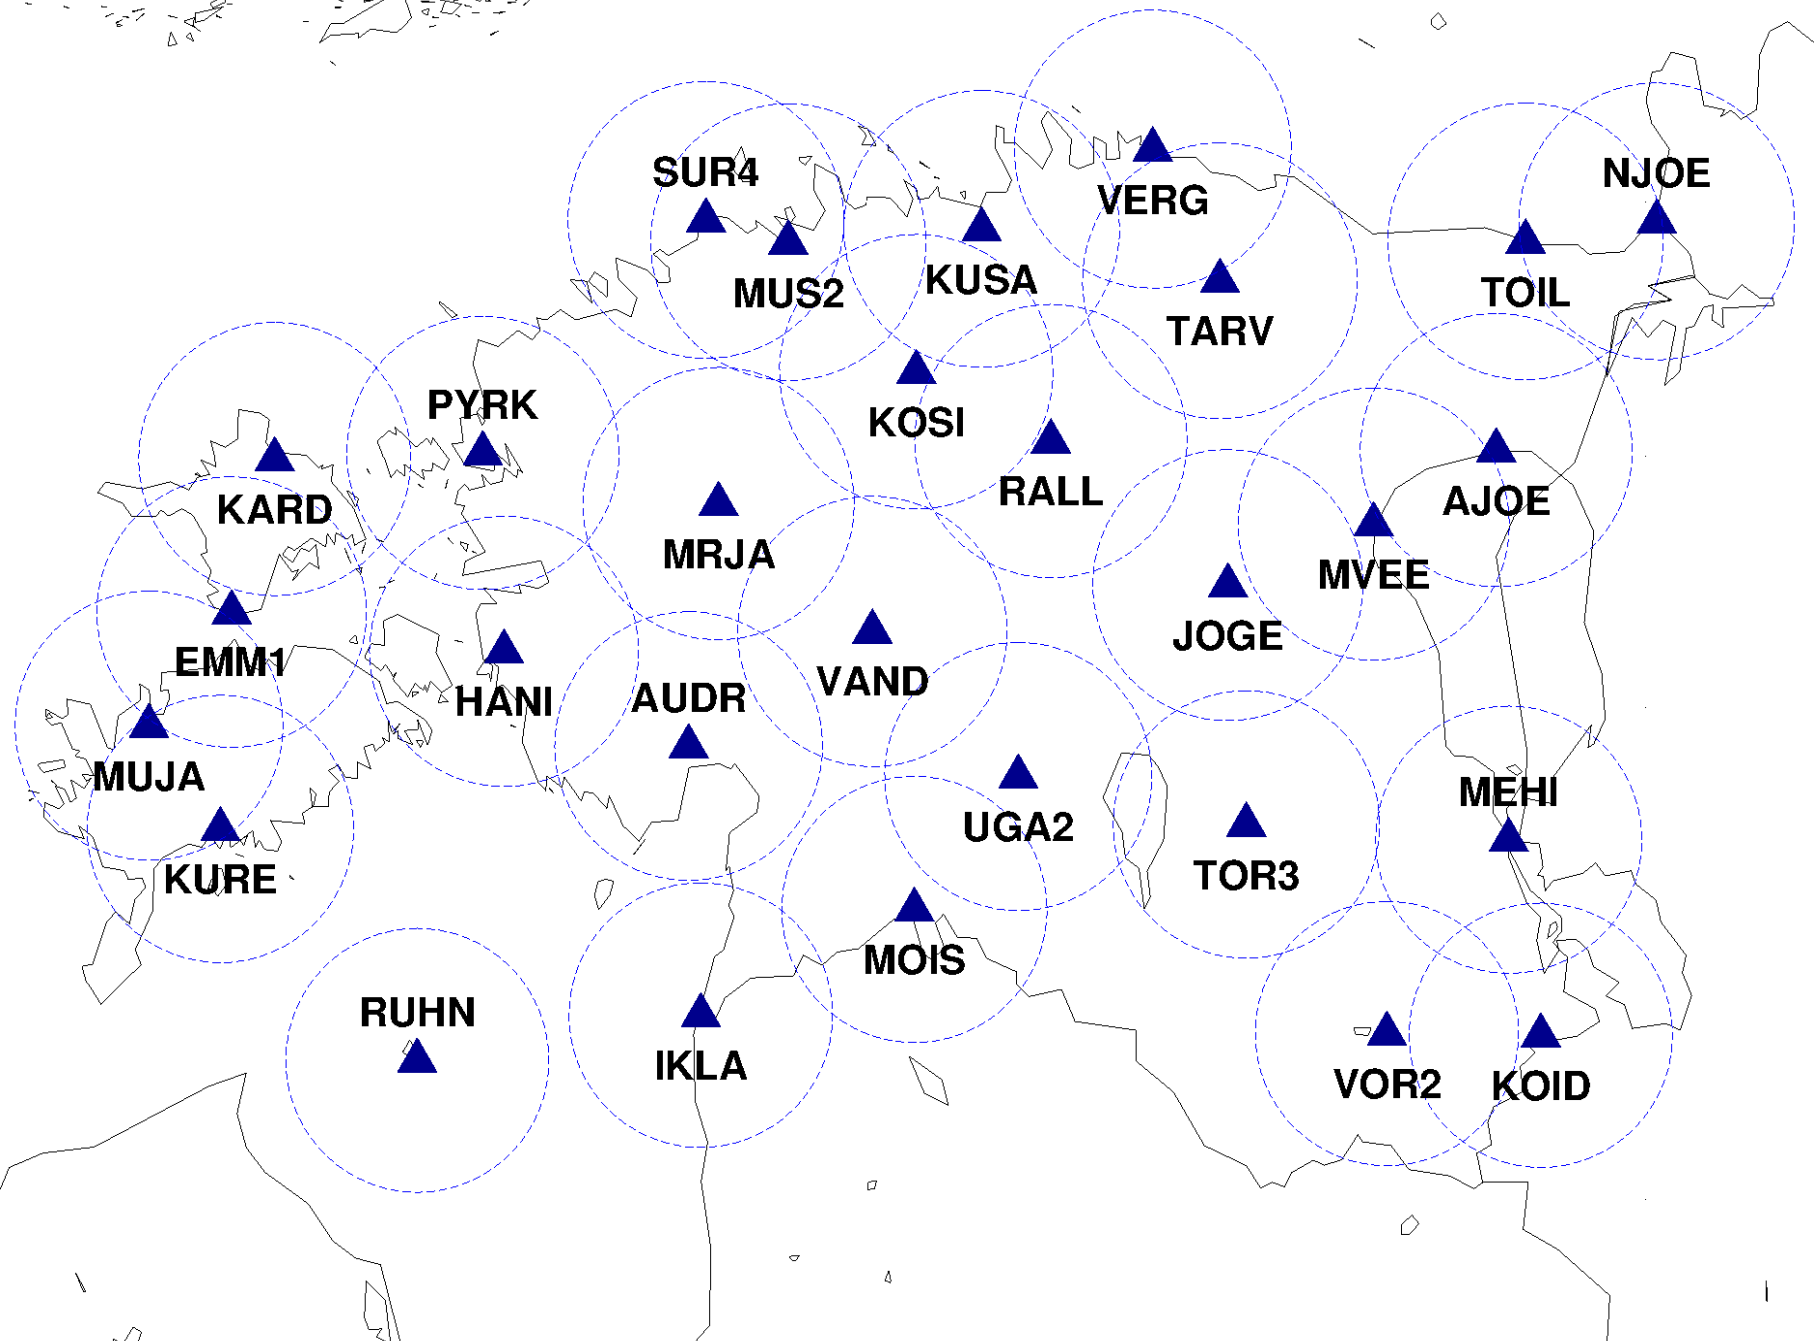 SUR4
NJOE
VERG
KUSA
MUS2
TOIL
TARV
PYRK
KOSI
RALL
AJOE
KARD
MRJA
MVEE
JOGE
EMM1
VAND
AUDR
HANI
MUJA
MEHI
UGA2
TOR3
KURE
MOIS
RUHN
IKLA
VOR2
KOID